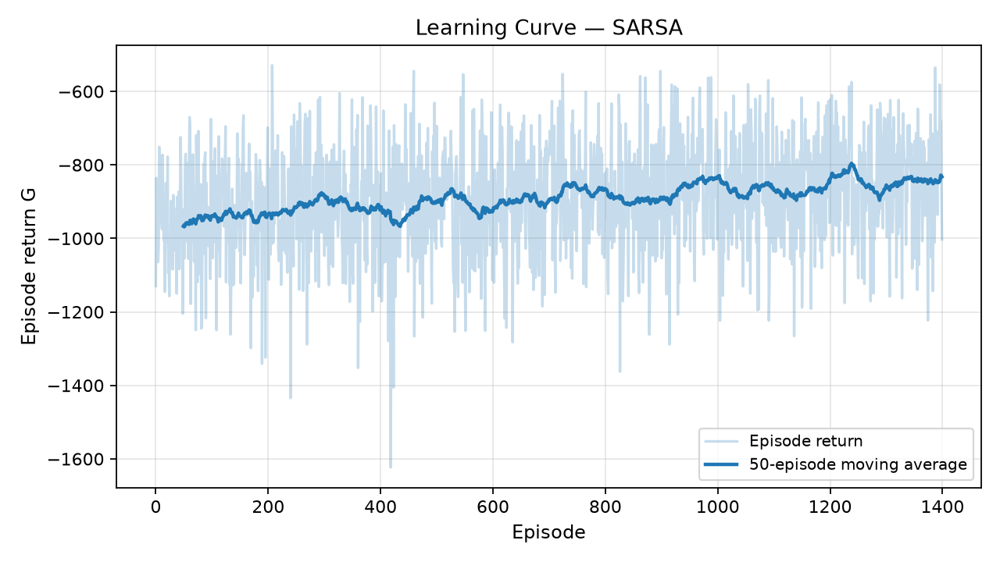 Learning Curve — SARSA
Episode return G
−600
−800
−1000
−1200
−1400
−1600
Episode return
50-episode moving average
0 200 400 600 800 1000 1200 1400
Episode